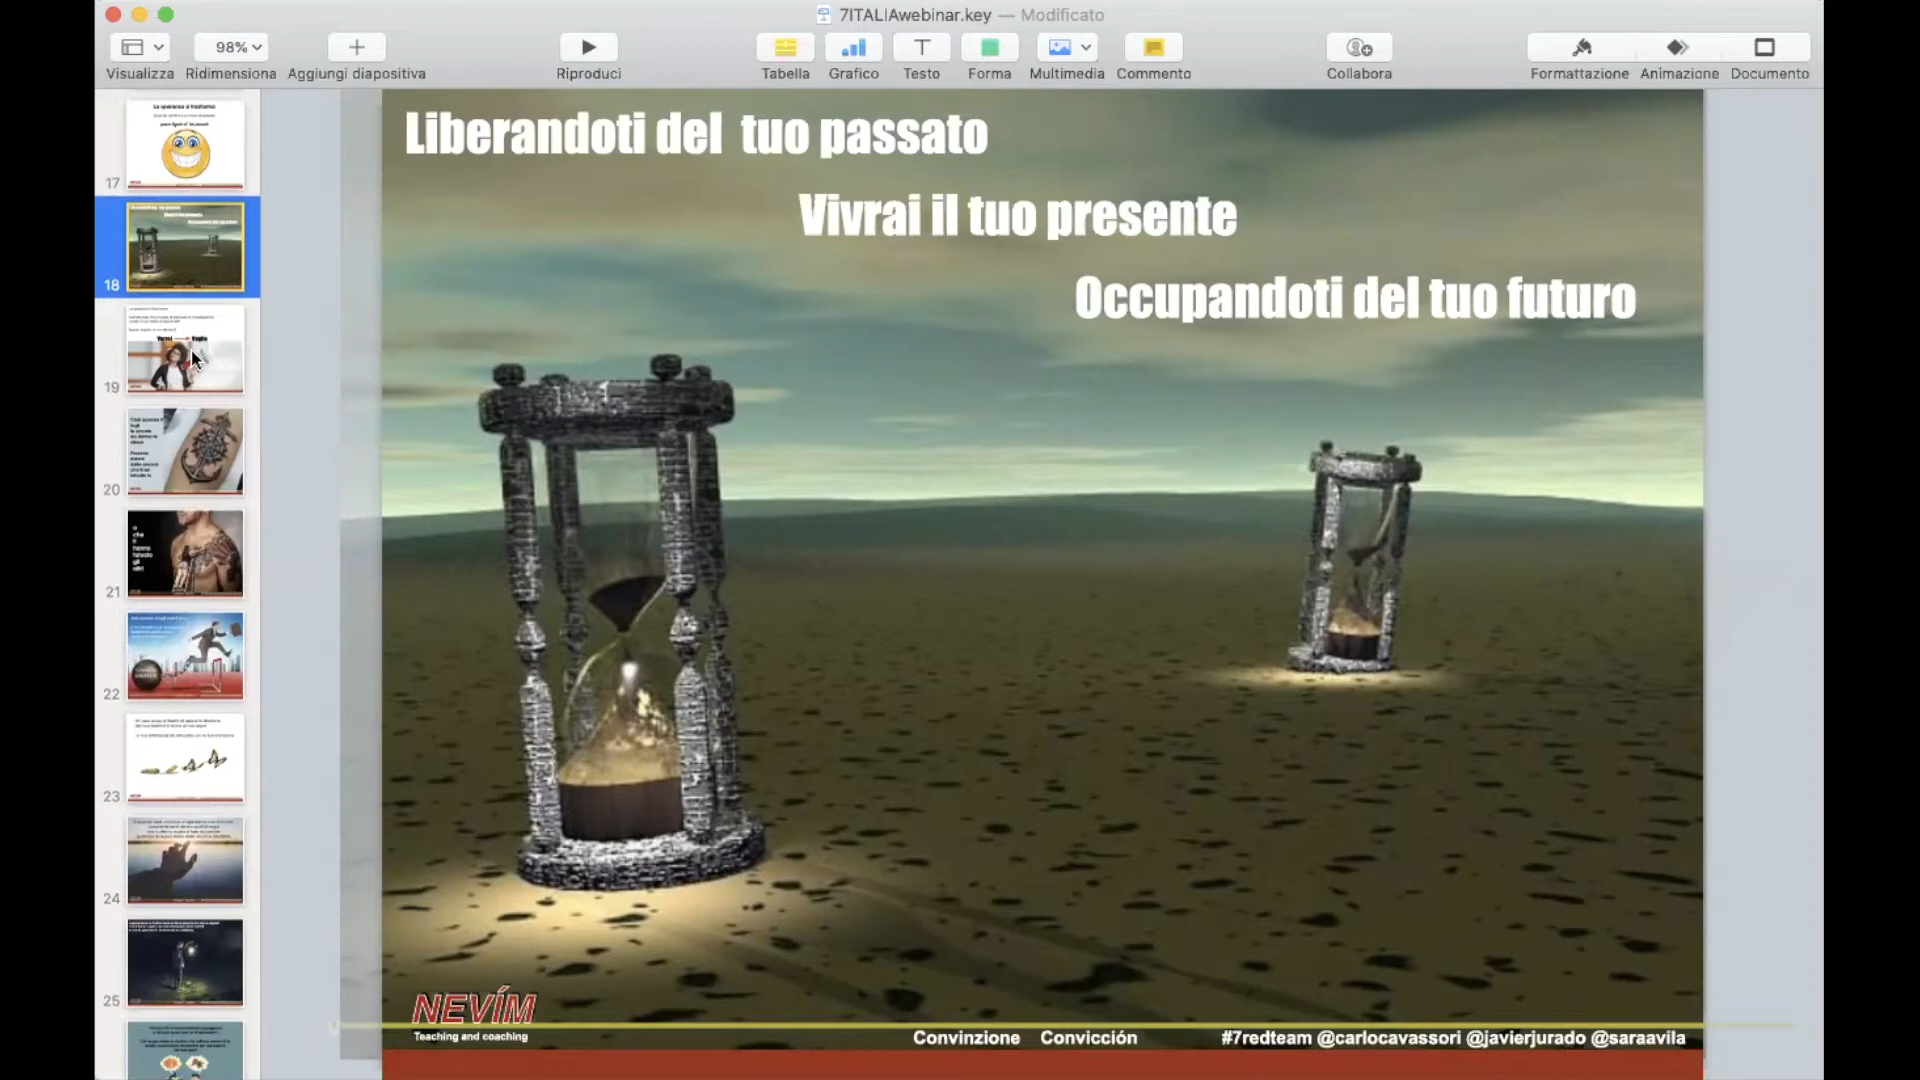 7ITALIAwebinar.key — Modificato
98%
Visualizza Ridimensiona Aggiungi diapositiva Riproduci Tabella Grafico Testo Forma Multimedia Commento Collabora Formattazione Animazione Documento
17
18
19
20
21
22
23
24
25
Liberandoti del tuo passato
Vivrai il tuo presente
Occupandoti del tuo futuro
NEVÍM
Teaching and coaching
Convinzione Convicción #7redteam @carlocavassori @javierjurado @saraavila